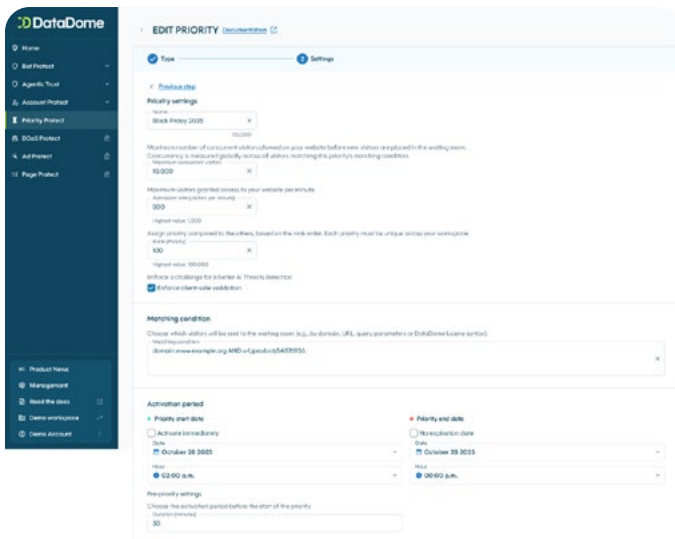 DataDome
Home
Bot Protect
Agentic Trust
Account Protect
Priority Protect
DDoS Protect
Ad Protect
Page Protect
Product News
Management
Read the docs
Demo workspace
Demo Account
EDIT PRIORITY Documentation
Type
2 Settings
Previous step
Priority settings
Name
Black Friday 2025
Maximum number of concurrent visitors allowed on your website before new visitors are placed in the waiting room.
Concurrency is measured globally across all visitors matching this priority's matching condition.
Maximum concurrent visitors
10,000
Maximum visitors granted access to your website per minute.
Admission rate (visitors per minute)
500
Highest value: 1,000
Assign priority compared to the others, based on the rank order. Each priority must be unique across your workspace.
Rank (Priority)
100
Highest value: 100,000
Enforce a challenge for a better AI Threats detection
Enforce client-side validation
Matching condition
Choose which visitors will be sent to the waiting room (e.g., by domain, URL, query parameters or DataDome Lucene syntax).
Matching condition
Activation period
Priority start date
Activate immediately
Date
October 28 2025
Hour
02:00 p.m.
Priority end date
No expiration date
Date
Hour
Pre-priority settings
Choose the activation period before the start of the priority
Duration (minutes)
30